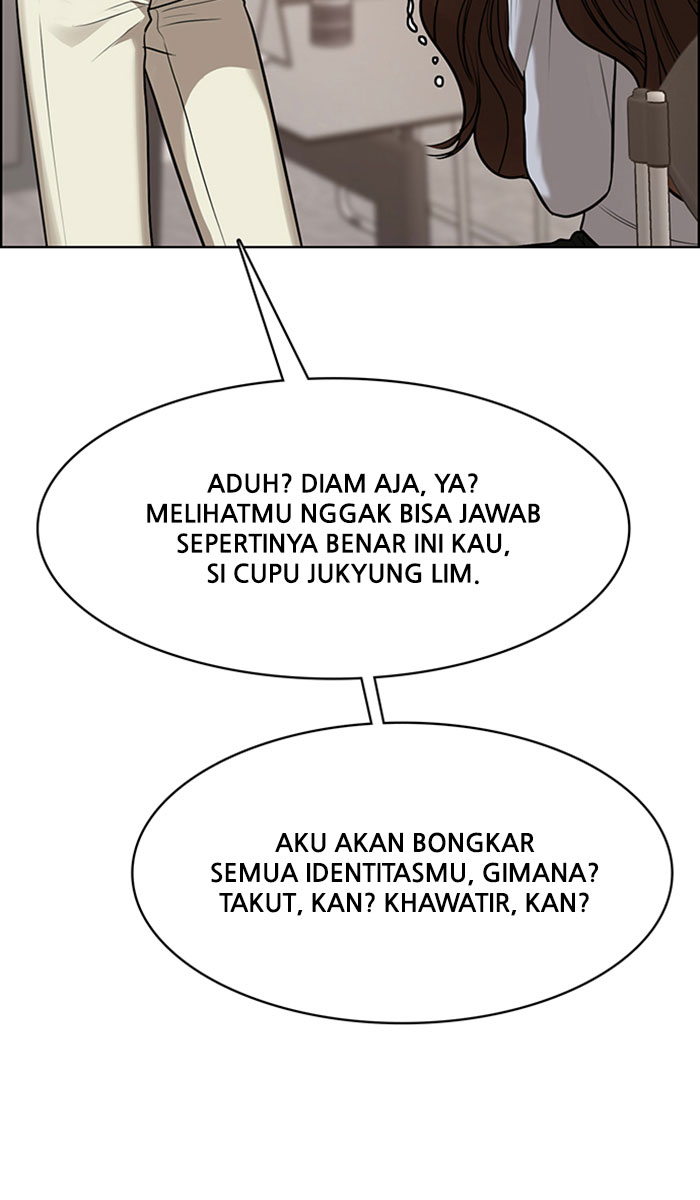 ADUH? DIAM AJA, YA?
MELIHATMU NGGAK BISA JAWAB
SEPERTINYA BENAR INI KAU,
SI CUPU JUKYUNG LIM.
AKU AKAN BONGKAR
SEMUA IDENTITASMU, GIMANA?
TAKUT, KAN? KHAWATIR, KAN?